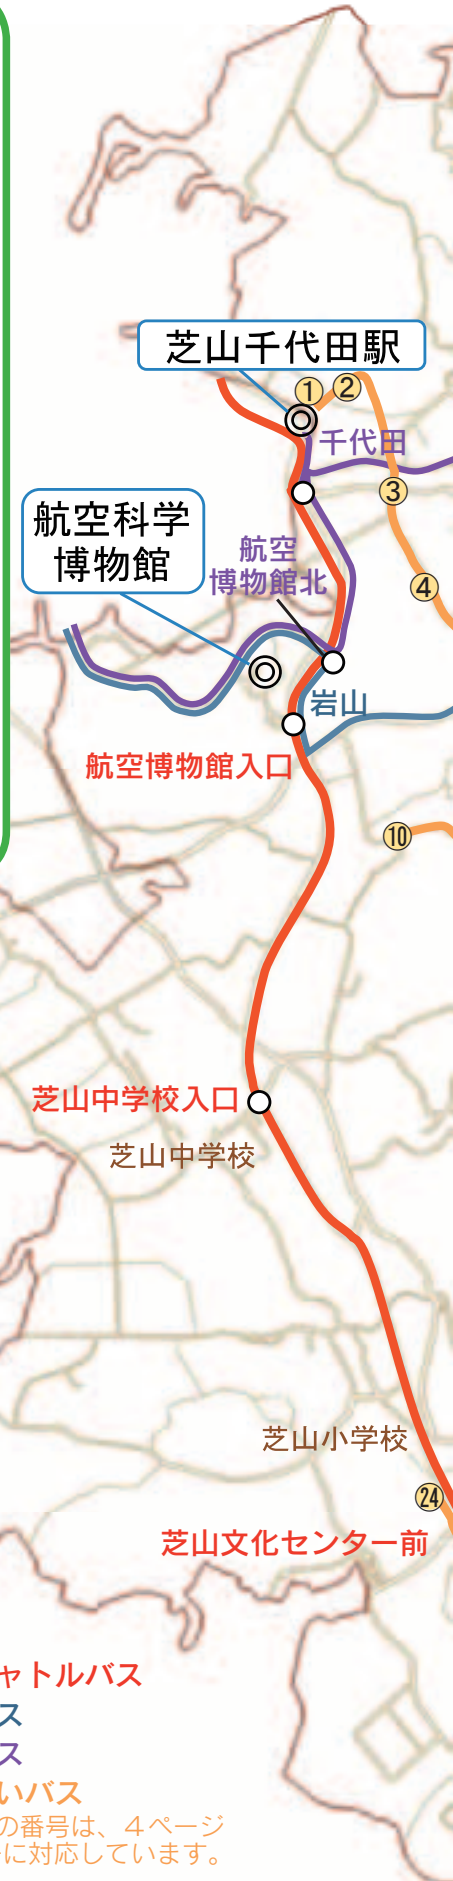 芝山千代田駅
①
②
千代田
③
航空科学
博物館
航空
博物館北
④
岩山
航空博物館入口
⑩
芝山中学校入口
芝山中学校
芝山小学校
㉔
芝山文化センター前
ャトルバス
ス
ス
いバス
の番号は、4ページ
に対応しています。